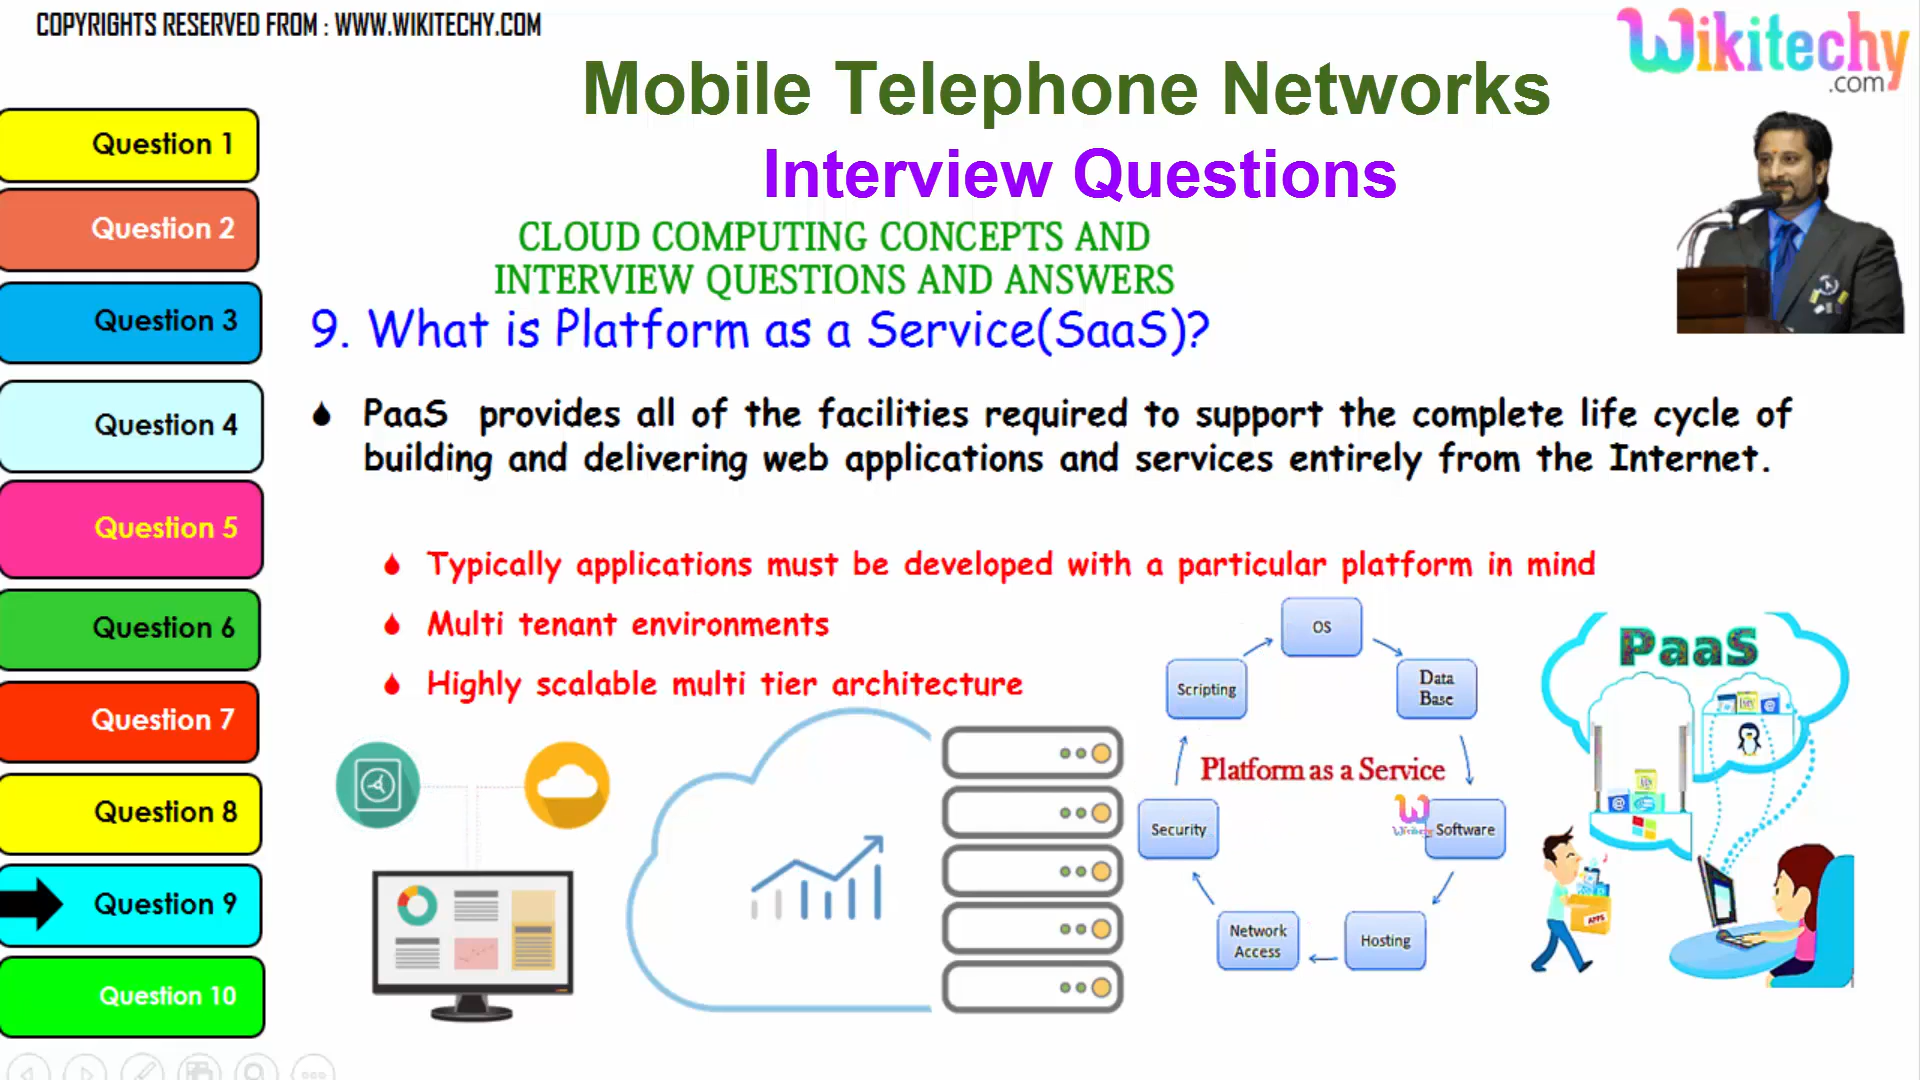 COPYRIGHTS RESERVED FROM : WWW.WIKITECHY.COM
Wikitechy
.com
Mobile Telephone Networks
Interview Questions
CLOUD COMPUTING CONCEPTS AND
INTERVIEW QUESTIONS AND ANSWERS
9. What is Platform as a Service(SaaS)?
PaaS provides all of the facilities required to support the complete life cycle of
building and delivering web applications and services entirely from the Internet.
Typically applications must be developed with a particular platform in mind
Multi tenant environments
Highly scalable multi tier architecture
Question 1
Question 2
Question 3
Question 4
Question 5
Question 6
Question 7
Question 8
Question 9
Question 10
OS
Data
Base
Software
Hosting
Network
Access
Security
Scripting
Platform as a Service
Wikitechy
PaaS
APPS